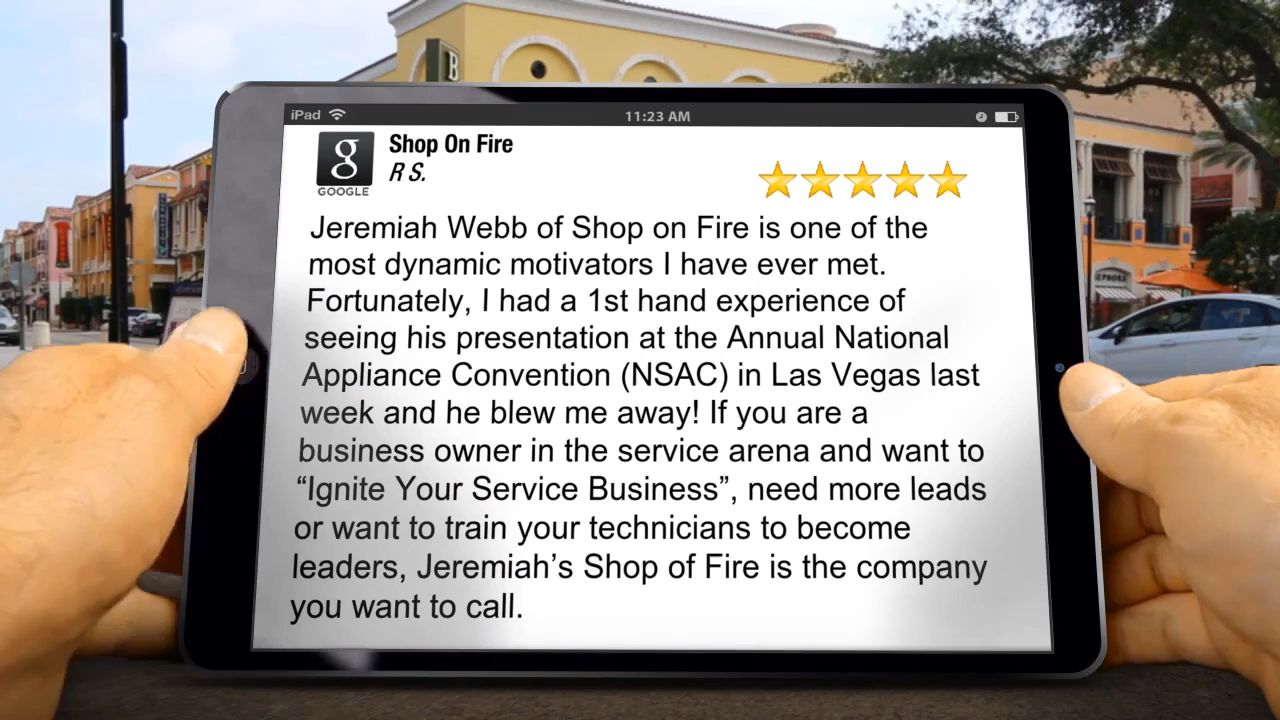 B
iPad
11:23 AM
g
GOOGLE
Shop On Fire
R S.
Jeremiah Webb of Shop on Fire is one of the
most dynamic motivators I have ever met.
Fortunately, I had a 1st hand experience of
seeing his presentation at the Annual National
Appliance Convention (NSAC) in Las Vegas last
week and he blew me away! If you are a
business owner in the service arena and want to
“Ignite Your Service Business”, need more leads
or want to train your technicians to become
leaders, Jeremiah’s Shop of Fire is the company
you want to call.
SEPHORA